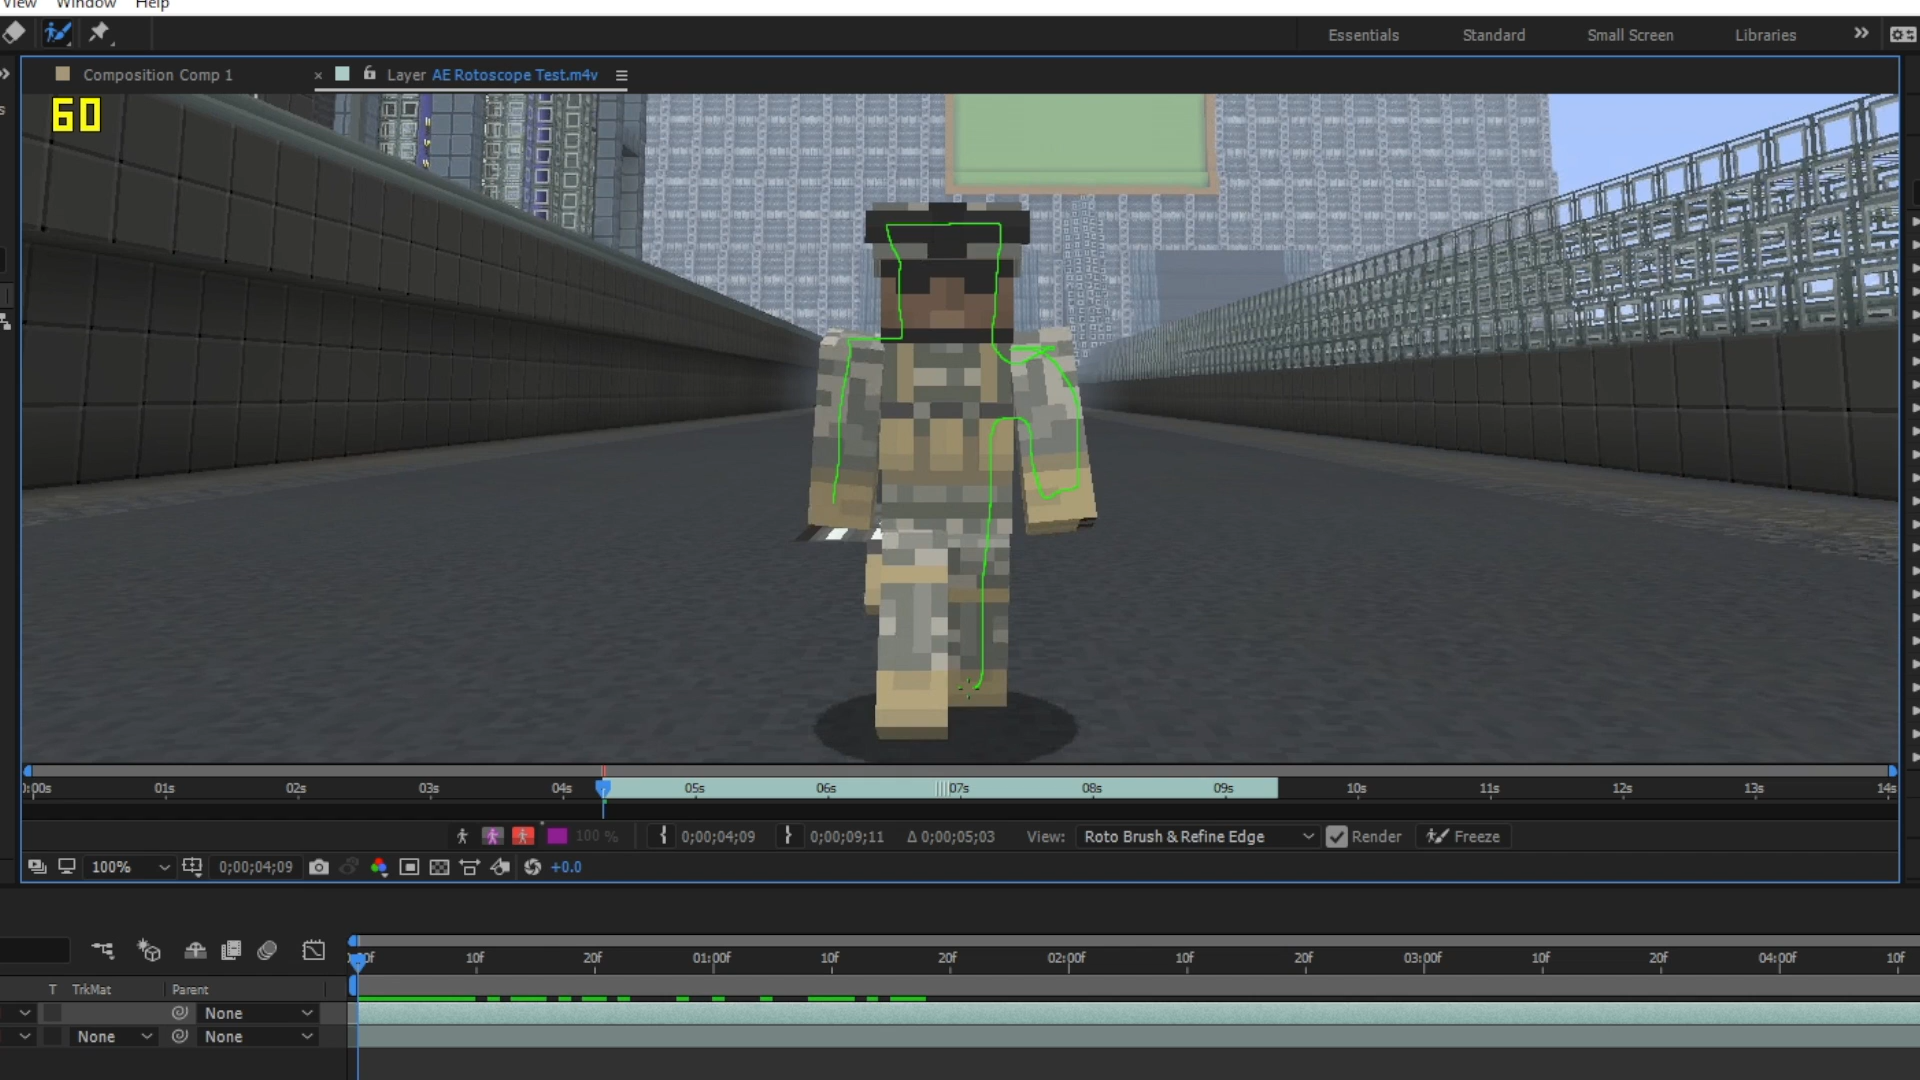 View Window Help
Essentials Standard Small Screen Libraries
Composition Comp 1 × Layer AE Rotoscope Test.m4v
60
0:00s 01s 02s 03s 04s 05s 06s 07s 08s 09s 10s 11s 12s 13s 14s
100 % 0;00;04;09 0;00;09;11 Δ 0;00;05;03 View: Roto Brush & Refine Edge Render Freeze
100% 0;00;04;09 +0.0
10f 20f 01:00f 10f 20f 02:00f 10f 20f 03:00f 10f 20f 04:00f 10f
T TrkMat Parent
None
None None